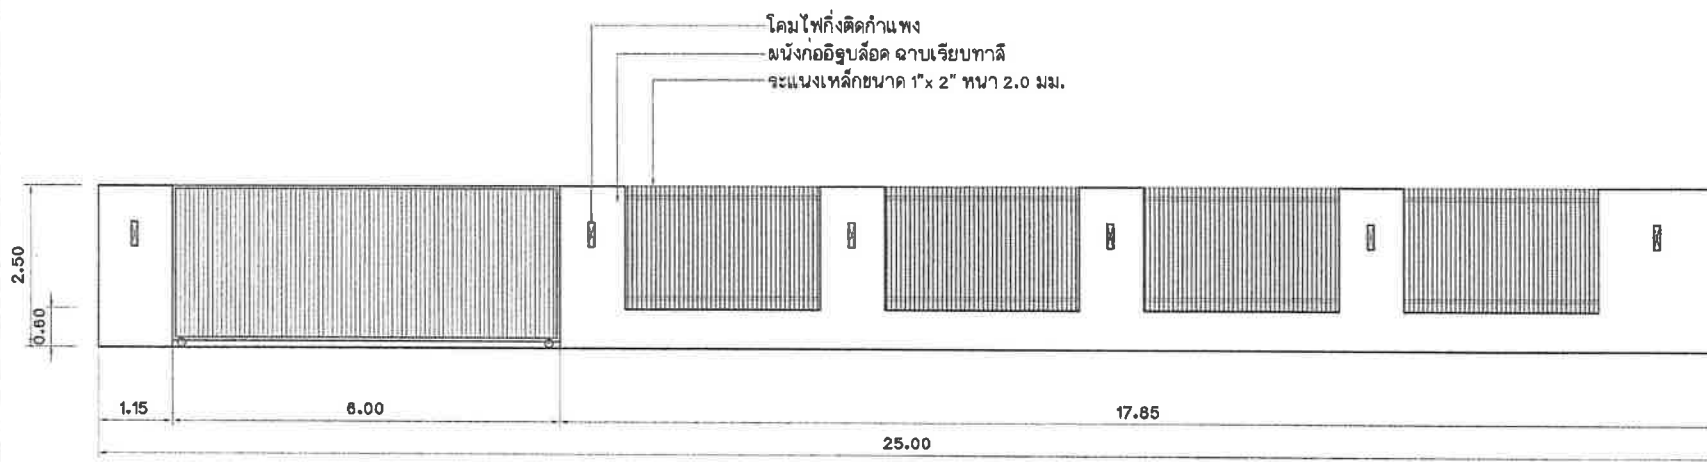 โคมไฟกิ่งติดกำแพง
ผนังก่ออิฐบล็อค ฉาบเรียบทาสี
ระแนงเหล็กขนาด 1"x 2" หนา 2.0 มม.
2.50
0.60
1.15
6.00
17.85
25.00